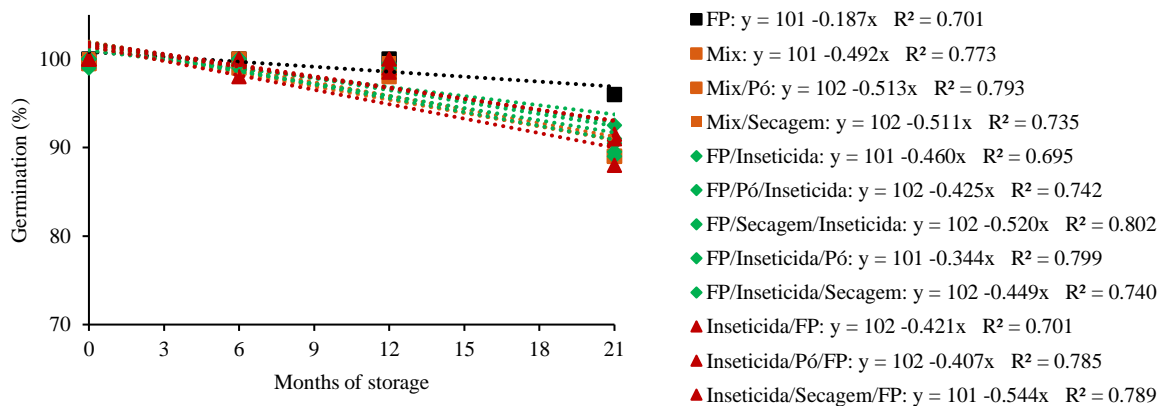 Germination (%)
100
90
80
70
0
3
6
9
12
15
18
21
Months of storage
FP: y = 101 -0.187x R² = 0.701
Mix: y = 101 -0.492x R² = 0.773
Mix/Pó: y = 102 -0.513x R² = 0.793
Mix/Secagem: y = 102 -0.511x R² = 0.735
FP/Inseticida: y = 101 -0.460x R² = 0.695
FP/Pó/Inseticida: y = 102 -0.425x R² = 0.742
FP/Secagem/Inseticida: y = 102 -0.520x R² = 0.802
FP/Inseticida/Pó: y = 101 -0.344x R² = 0.799
FP/Inseticida/Secagem: y = 102 -0.449x R² = 0.740
Inseticida/FP: y = 102 -0.421x R² = 0.701
Inseticida/Pó/FP: y = 102 -0.407x R² = 0.785
Inseticida/Secagem/FP: y = 101 -0.544x R² = 0.789